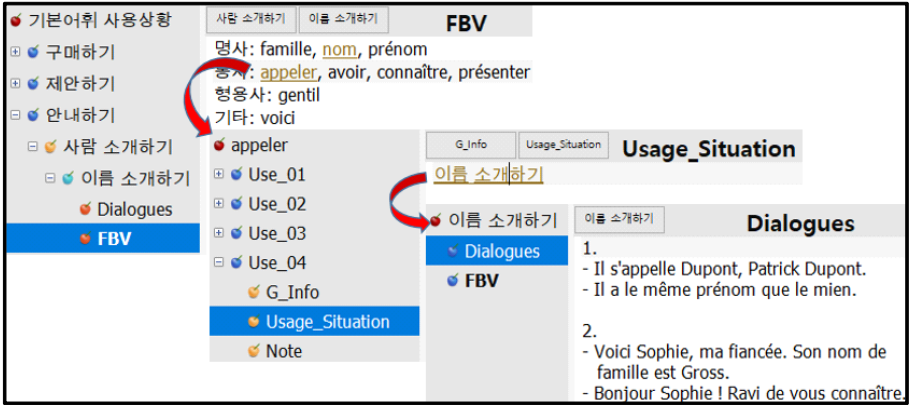 기본어휘 사용상황
구매하기
제안하기
안내하기
사람 소개하기
이름 소개하기
Dialogues
FBV
사람 소개하기 이름 소개하기 FBV
명사: famille, nom, prénom
동사: appeler, avoir, connaître, présenter
형용사: gentil
기타: voici
appeler
Use_01
Use_02
Use_03
Use_04
G_Info
Usage_Situation
Note
G_Info Usage_Situation Usage_Situation
이름 소개하기
이름 소개하기
Dialogues
FBV
이름 소개하기 Dialogues
1.
- Il s'appelle Dupont, Patrick Dupont.
- Il a le même prénom que le mien.
2.
- Voici Sophie, ma fiancée. Son nom de
famille est Gross.
- Bonjour Sophie ! Ravi de vous connaître.